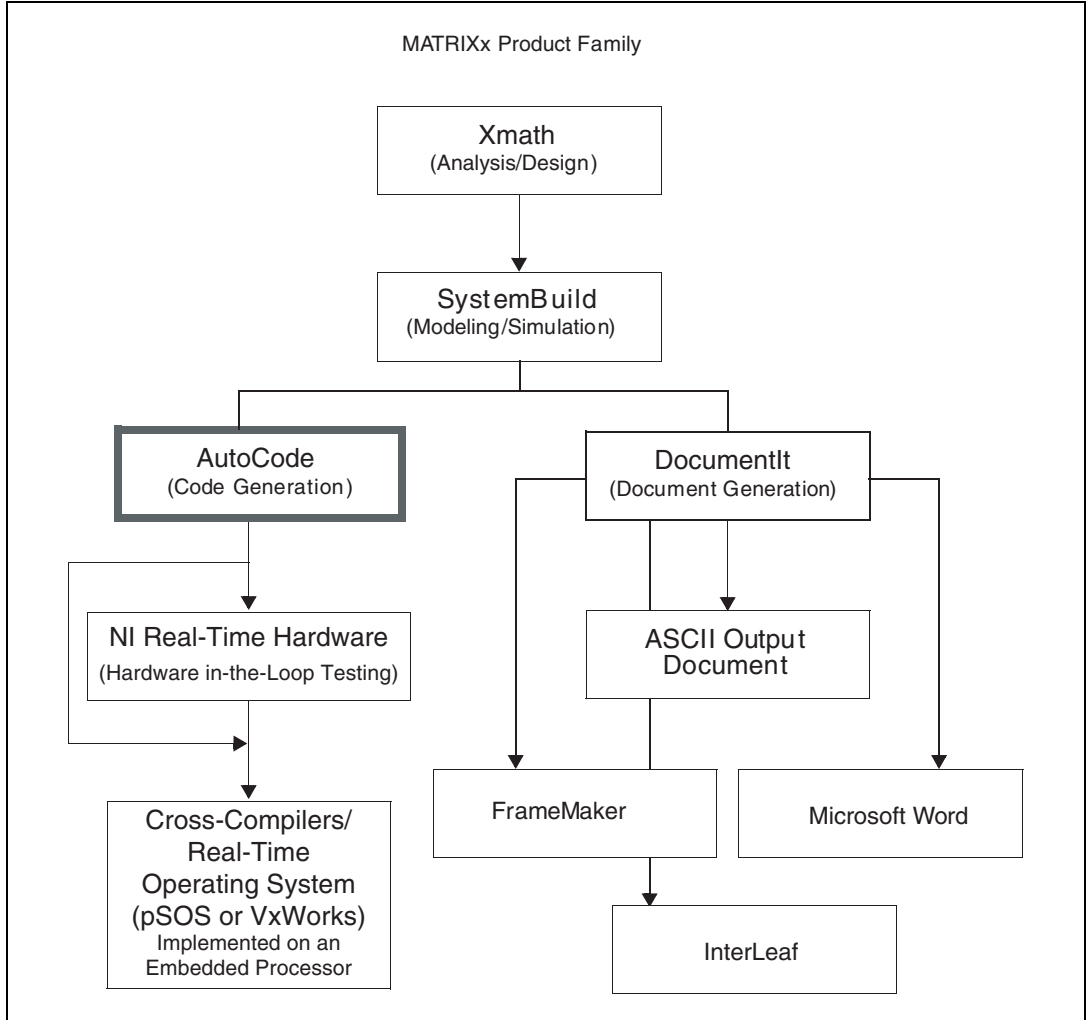 MATRIXx Product Family
Xmath
(Analysis/Design)
SystemBuild
(Modeling/Simulation)
AutoCode
(Code Generation)
DocumentIt
(Document Generation)
NI Real-Time Hardware
(Hardware in-the-Loop Testing)
ASCII Output
Document
FrameMaker
Microsoft Word
Cross-Compilers/
Real-Time
Operating System
(pSOS or VxWorks)
Implemented on an
Embedded Processor
InterLeaf